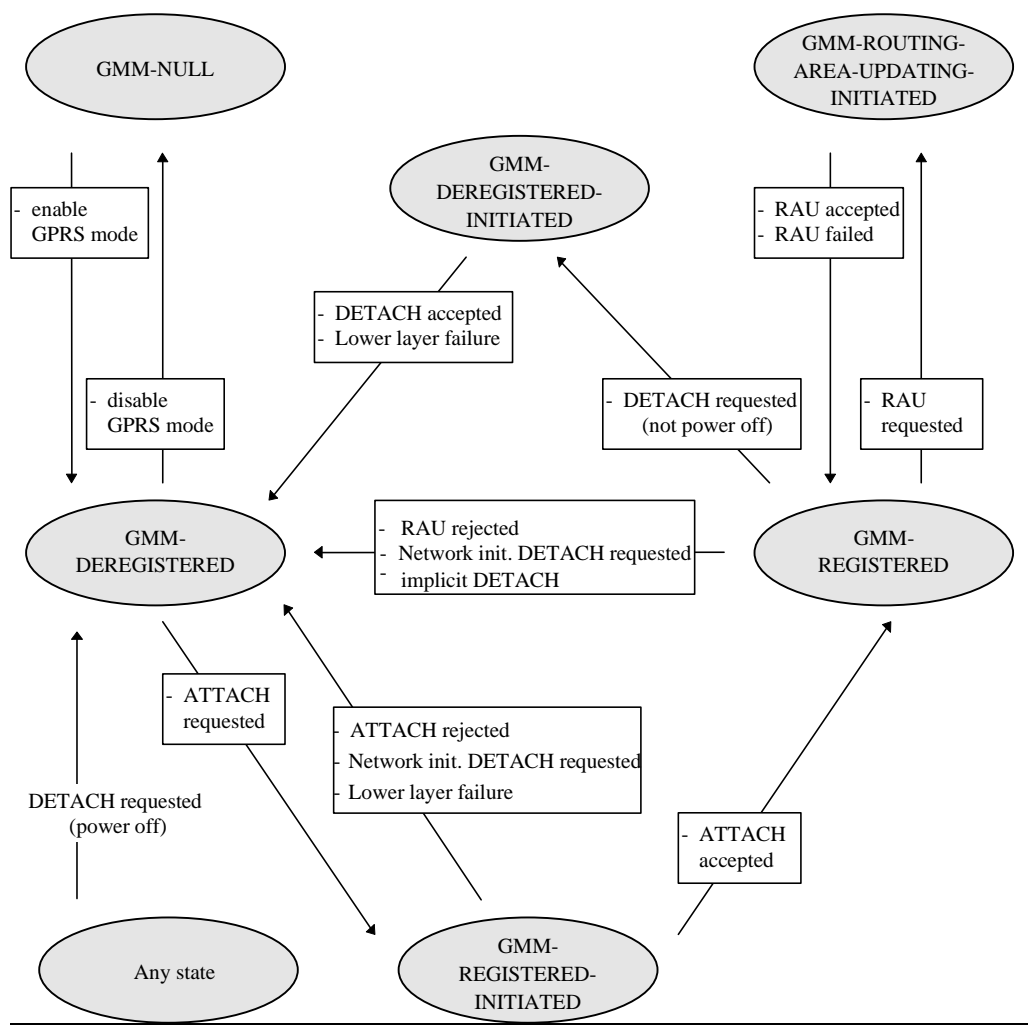 GMM-NULL
GMM-ROUTING-
AREA-UPDATING-
INITIATED
GMM-
DEREGISTERED-
INITIATED
- enable
GPRS mode
- RAU accepted
- RAU failed
- DETACH accepted
- Lower layer failure
- disable
GPRS mode
- DETACH requested
(not power off)
- RAU
requested
GMM-
DEREGISTERED
- RAU rejected
- Network init. DETACH requested
- implicit DETACH
GMM-
REGISTERED
- ATTACH
requested
- ATTACH rejected
- Network init. DETACH requested
- Lower layer failure
DETACH requested
(power off)
- ATTACH
accepted
Any state
GMM-
REGISTERED-
INITIATED